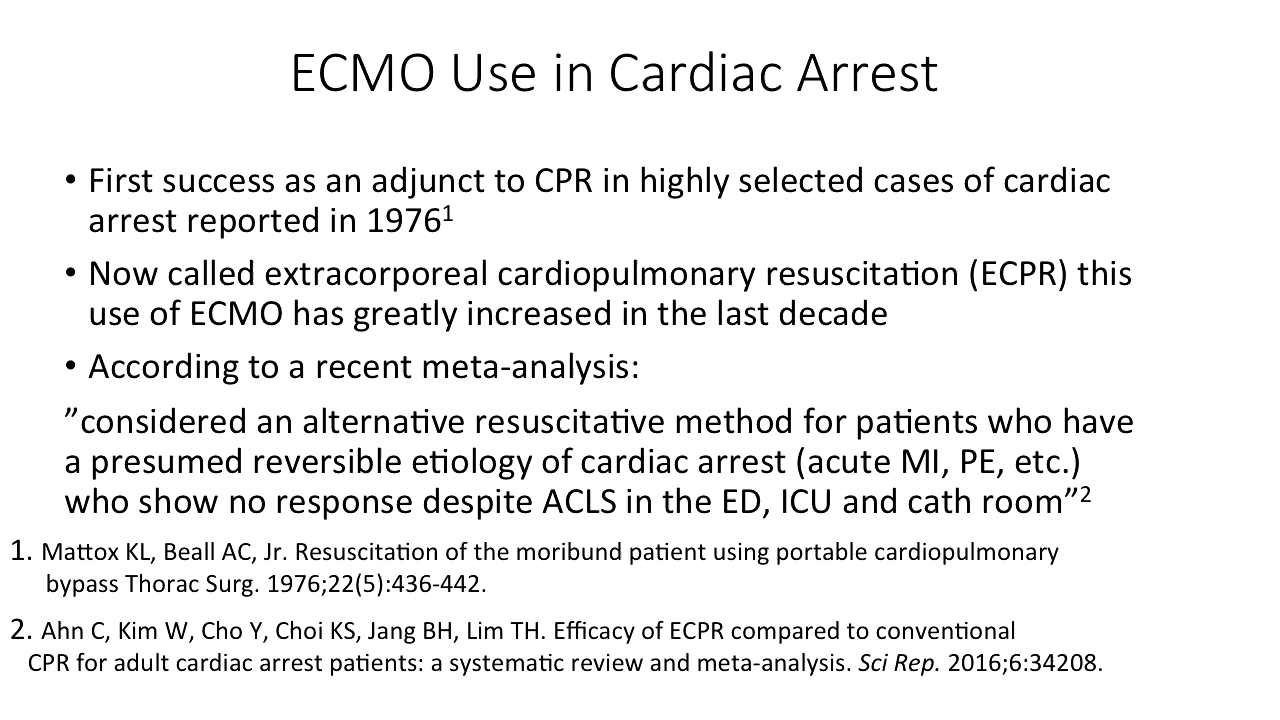 ECMO Use in Cardiac Arrest
• First success as an adjunct to CPR in highly selected cases of cardiac
arrest reported in 1976¹
• Now called extracorporeal cardiopulmonary resuscitation (ECPR) this
use of ECMO has greatly increased in the last decade
• According to a recent meta-analysis:
”considered an alternative resuscitative method for patients who have
a presumed reversible etiology of cardiac arrest (acute MI, PE, etc.)
who show no response despite ACLS in the ED, ICU and cath room”²
1. Mattox KL, Beall AC, Jr. Resuscitation of the moribund patient using portable cardiopulmonary
bypass Thorac Surg. 1976;22(5):436-442.
2. Ahn C, Kim W, Cho Y, Choi KS, Jang BH, Lim TH. Efficacy of ECPR compared to conventional
CPR for adult cardiac arrest patients: a systematic review and meta-analysis. Sci Rep. 2016;6:34208.